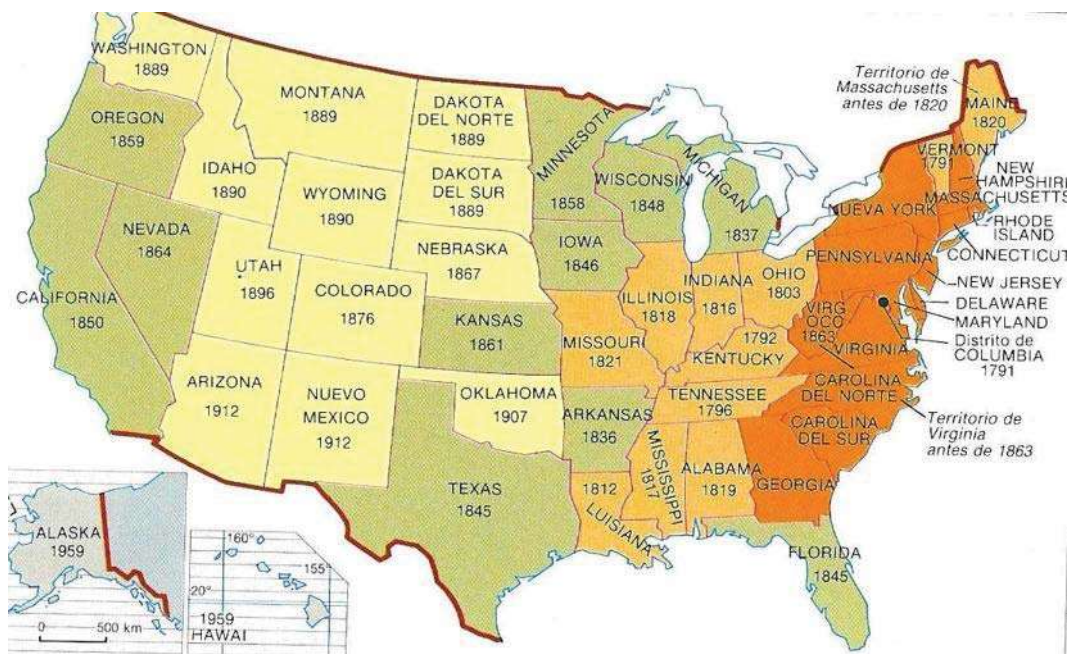 WASHINGTON
1889
OREGON
1859
CALIFORNIA
1850
NEVADA
1864
IDAHO
1890
MONTANA
1889
WYOMING
1890
UTAH
1896
COLORADO
1876
ARIZONA
1912
NUEVO
MEXICO
1912
DAKOTA
DEL NORTE
1889
DAKOTA
DEL SUR
1889
NEBRASKA
1867
KANSAS
1861
OKLAHOMA
1907
TEXAS
1845
MINNESOTA
1858
IOWA
1846
MISSOURI
1821
ARKANSAS
1836
1812
LUISIANA
WISCONSIN
1848
MICHIGAN
1837
ILLINOIS
1818
INDIANA
1816
OHIO
1803
1792
KENTUCKY
TENNESSEE
1796
MISSISSIPPI
1817
ALABAMA
1819
GEORGIA
FLORIDA
1845
CAROLINA
DEL SUR
CAROLINA
DEL NORTE
VIRG
OCO
1863
VIRGINIA
PENNSYLVANIA
NUEVA YORK
VERMONT
1791
MAINE
1820
Territorio de
Massachusetts
antes de 1820
NEW
HAMPSHIRE
MASSACHUSETTS
RHODE
ISLAND
CONNECTICUT
NEW JERSEY
DELAWARE
MARYLAND
Distrito de
COLUMBIA
1791
Territorio de
Virginia
antes de 1863
ALASKA
1959
0 500 km
160°
155°
20°
1959
HAWAI